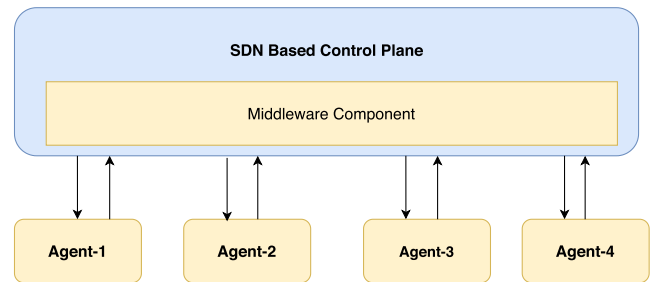 SDN Based Control Plane
Middleware Component
Agent-1
Agent-2
Agent-3
Agent-4